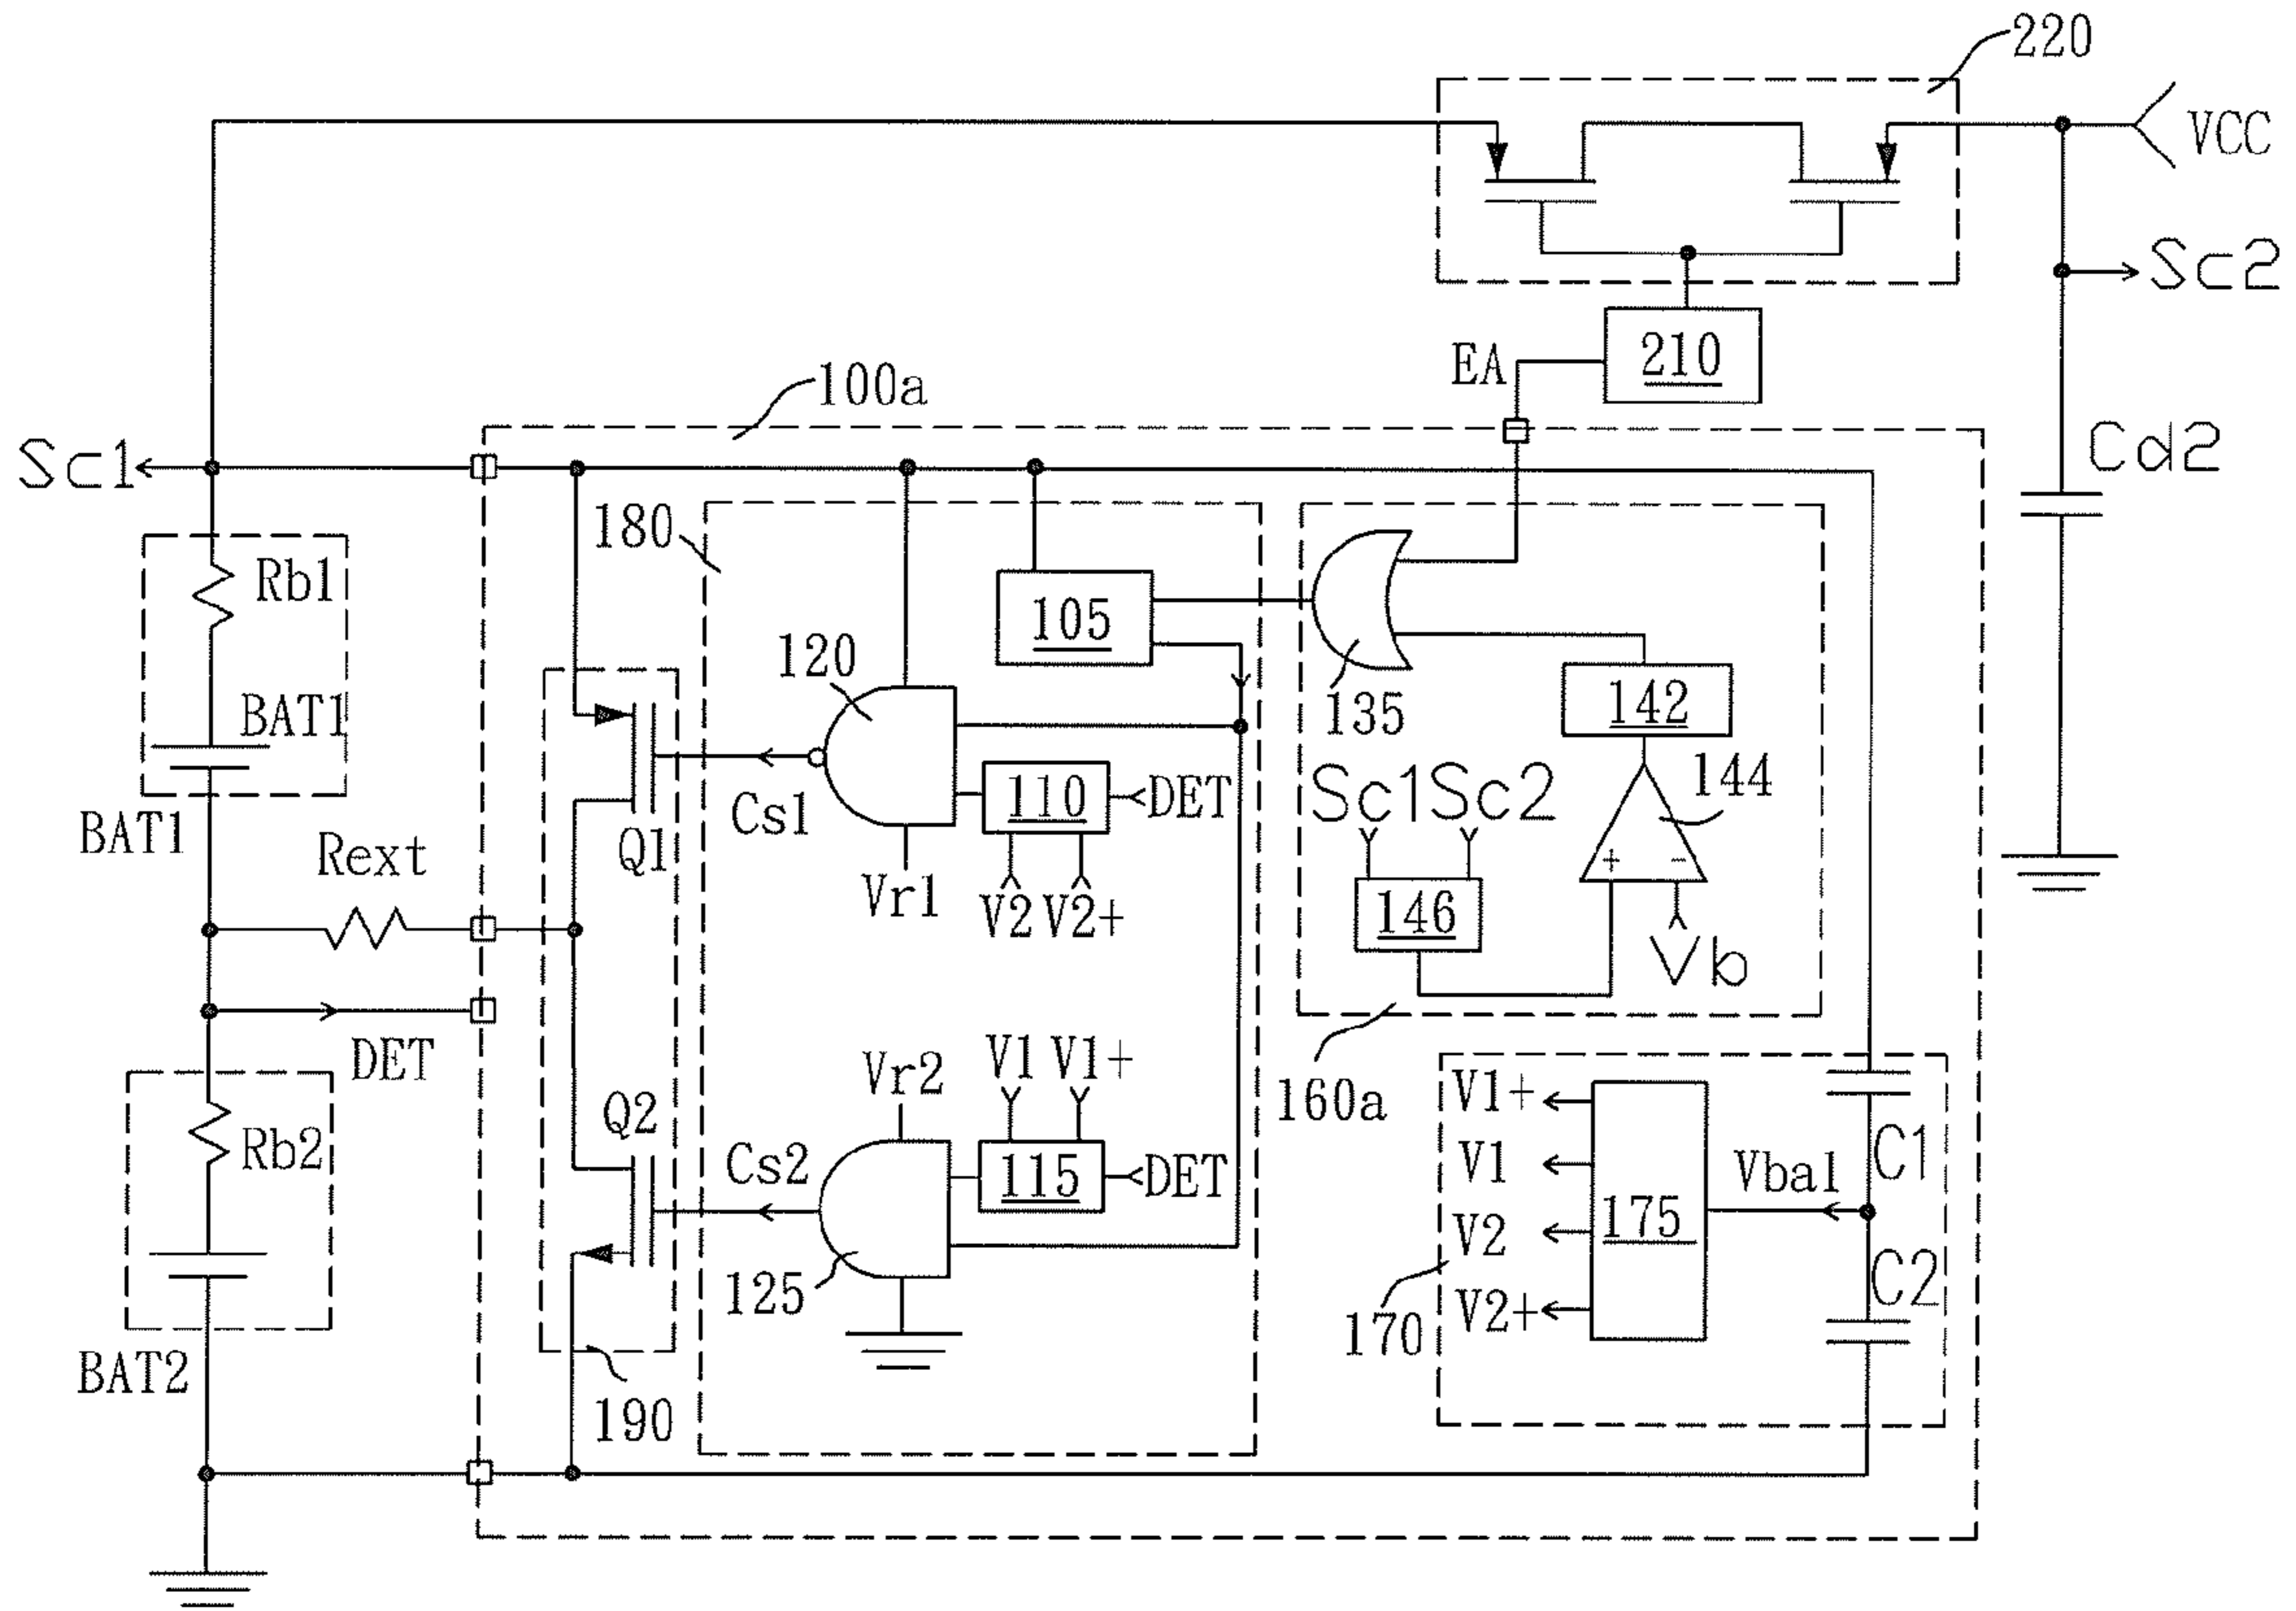 220
VCC
Sc2
210
EA
100a
Sc1
Cd2
180
Rb1
105
120
135
142
BAT1
Sc1 Sc2
144
110
DET
Cs1
BAT1
Rext
Q1
Vr1
V2 V2+
146
+ -
Vb
DET
V1 V1+
Vr2
160a
V1+
Q2
Rb2
Cs2
115
DET
V1
Vbal
C1
175
V2
125
C2
V2+
170
BAT2
190